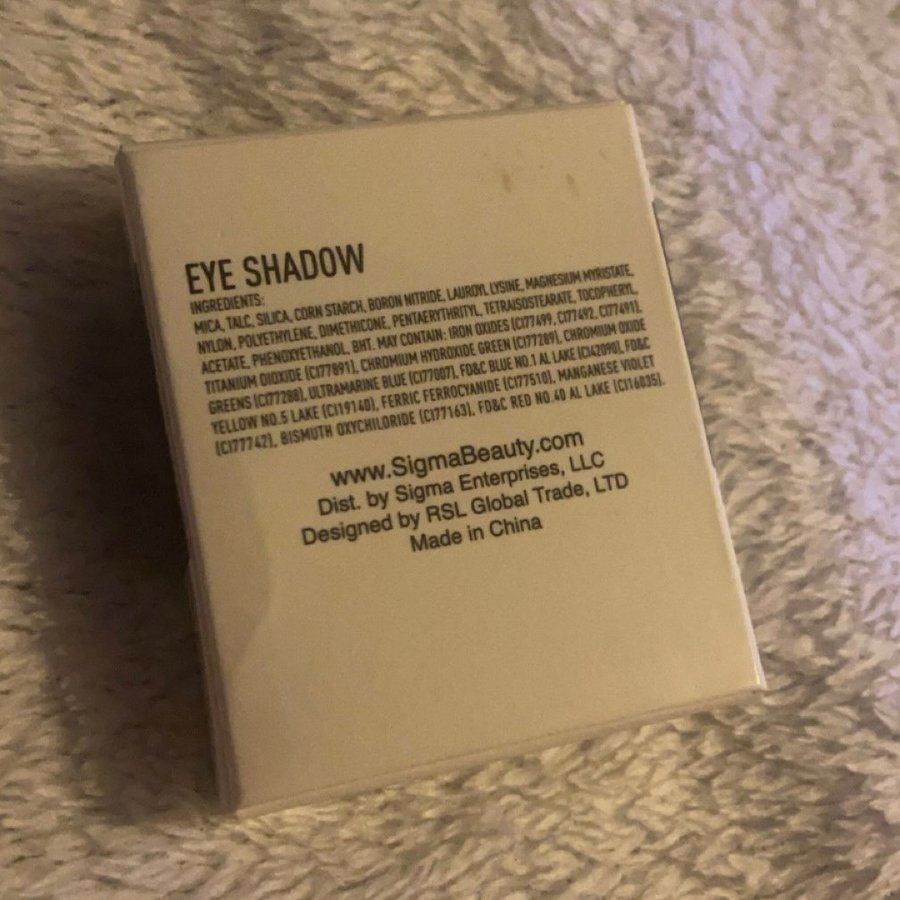 EYE SHADOW
INGREDIENTS:
MICA, TALC, SILICA, CORN STARCH, BORON NITRIDE, LAUROYL LYSINE, MAGNESIUM MYRISTATE,
NYLON, POLYETHYLENE, DIMETHICONE, PENTAERYTHRITYL, TETRAISOSTEARATE, TOCOPHERYL,
ACETATE, PHENOXYETHANOL, BHT. MAY CONTAIN: IRON OXIDES (CI77499, CI77492, CI77491),
TITANIUM DIOXIDE (CI77891), CHROMIUM HYDROXIDE GREEN (CI77289), CHROMIUM OXIDE
GREENS (CI77288), ULTRAMARINE BLUE (CI77007), FD&C BLUE NO.1 AL LAKE (CI42090), FD&C
YELLOW NO.5 LAKE (CI19140), FERRIC FERROCYANIDE (CI77510), MANGANESE VIOLET
(CI77742), BISMUTH OXYCHLORIDE (CI77163), FD&C RED NO.40 AL LAKE (CI16035).
www.SigmaBeauty.com
Dist. by Sigma Enterprises, LLC
Designed by RSL Global Trade, LTD
Made in China